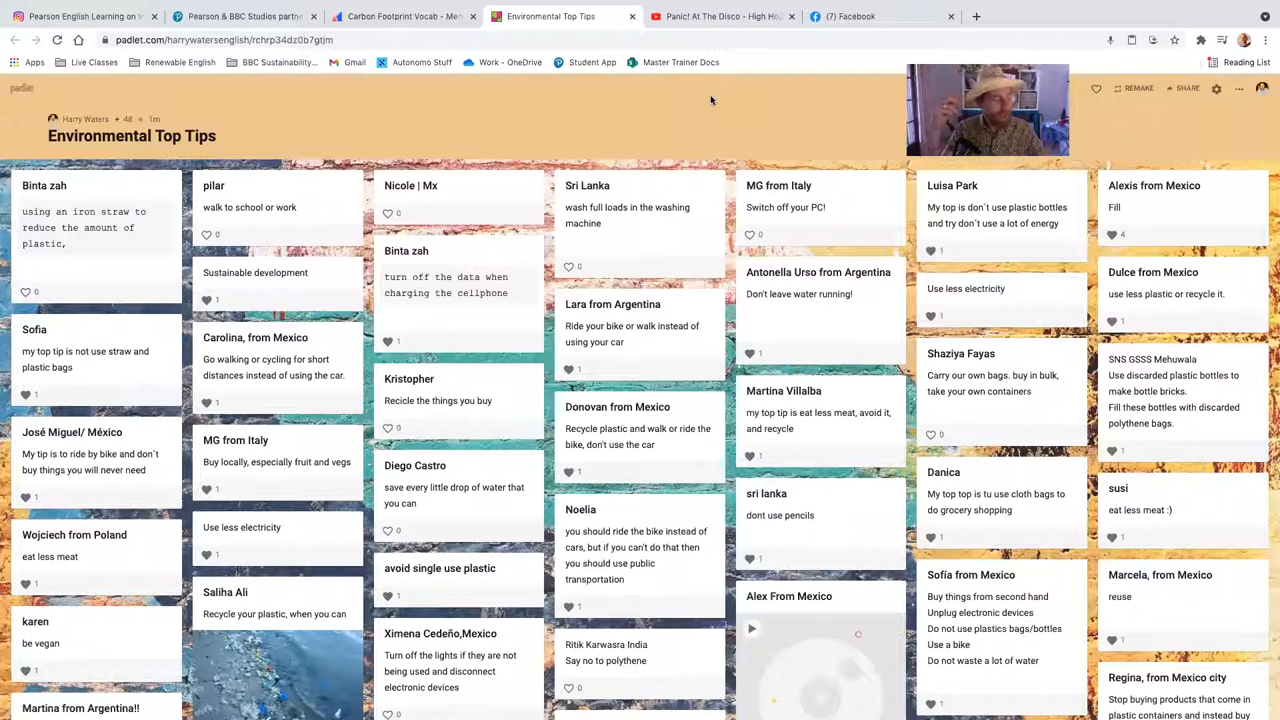 Pearson English Learning on In
Pearson & BBC Studios partne
Carbon Footprint Vocab - Me
Environmental Top Tips
Panic! At The Disco - High Hop
(7) Facebook
padlet.com/harrywatersenglish/rchrp34dz0b7gtjm
Apps
Live Classes
Renewable English
BBC Sustainability...
Gmail
Autonomo Stuff
Work - OneDrive
Student App
Master Trainer Docs
Reading List
padlet
REMAKE
SHARE
Harry Waters + 48 • 1m
Environmental Top Tips
Binta zah
using an iron straw to
reduce the amount of
plastic,
0
Sofia
my top tip is not use straw and
plastic bags
1
José Miguel/ México
My tip is to ride by bike and don´t
buy things you will never need
1
Wojciech from Poland
eat less meat
1
karen
be vegan
1
Martina from Argentina!!
pilar
walk to school or work
0
Sustainable development
1
Carolina, from Mexico
Go walking or cycling for short
distances instead of using the car.
1
MG from Italy
Buy locally, especially fruit and vegs
1
Use less electricity
1
Saliha Ali
Recycle your plastic, when you can
Nicole | Mx
0
Binta zah
turn off the data when
charging the cellphone
1
Kristopher
Recicle the things you buy
0
Diego Castro
save every little drop of water that
you can
0
avoid single use plastic
1
Ximena Cedeño,Mexico
Turn off the lights if they are not
being used and disconnect
electronic devices
0
Sri Lanka
wash full loads in the washing
machine
0
Lara from Argentina
Ride your bike or walk instead of
using your car
1
Donovan from Mexico
Recycle plastic and walk or ride the
bike, don't use the car
1
Noelia
you should ride the bike instead of
cars, but if you can't do that then
you should use public
transportation
1
Ritik Karwasra India
Say no to polythene
0
MG from Italy
Switch off your PC!
0
Antonella Urso from Argentina
Don't leave water running!
1
Martina Villalba
my top tip is eat less meat, avoid it,
and recycle
1
sri lanka
dont use pencils
1
Alex From Mexico
Luisa Park
My top is don´t use plastic bottles
and try don´t use a lot of energy
1
Use less electricity
1
Shaziya Fayas
Carry our own bags. buy in bulk,
take your own containers
0
Danica
My top top is tu use cloth bags to
do grocery shopping
1
Sofía from Mexico
Buy things from second hand
Unplug electronic devices
Do not use plastics bags/bottles
Use a bike
Do not waste a lot of water
1
Alexis from Mexico
Fill
4
Dulce from Mexico
use less plastic or recycle it.
1
SNS GSSS Mehuwala
Use discarded plastic bottles to
make bottle bricks.
Fill these bottles with discarded
polythene bags.
1
susi
eat less meat :)
1
Marcela, from Mexico
reuse
1
Regina, from Mexico city
Stop buying products that come in
plastic containers and instead buy